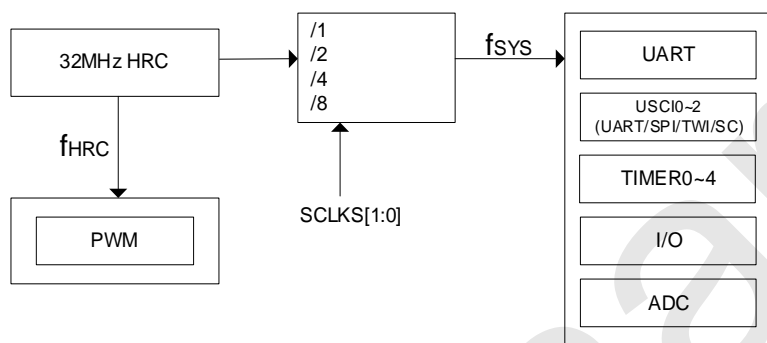 32MHz HRC
fHRC
PWM
/1
/2
/4
/8
SCLKS[1:0]
fSYS
UART
USCI0~2
(UART/SPI/TWI/SC)
TIMER0~4
I/O
ADC